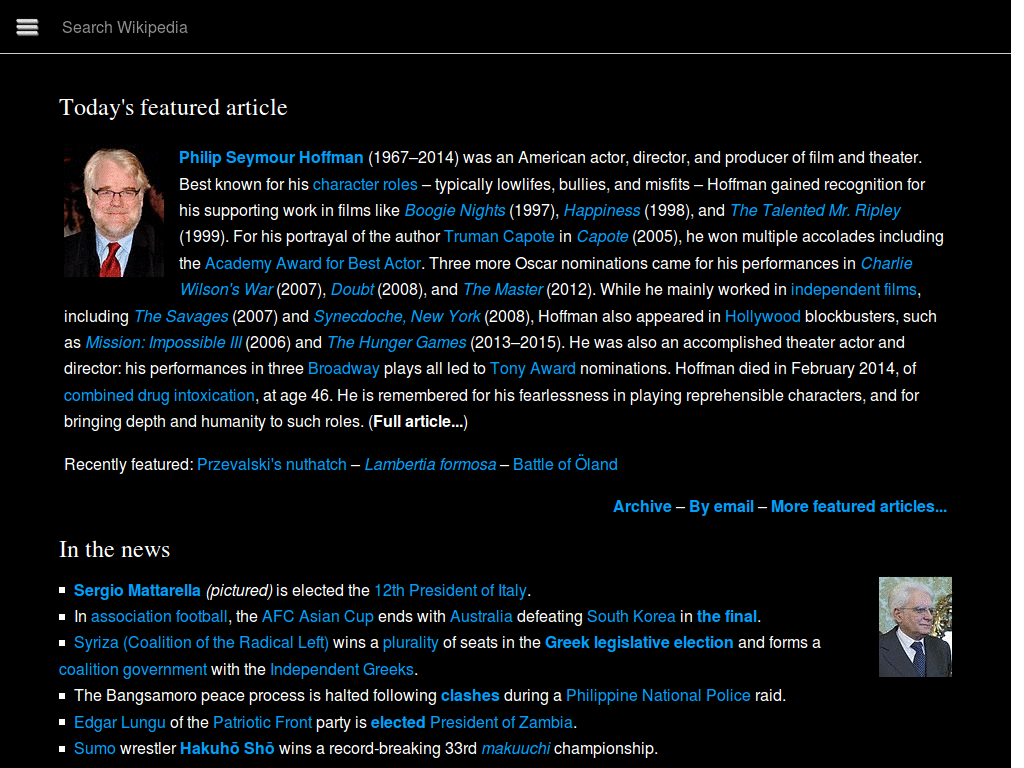 Search Wikipedia
Today's featured article
Philip Seymour Hoffman (1967–2014) was an American actor, director, and producer of film and theater.
Best known for his character roles – typically lowlifes, bullies, and misfits – Hoffman gained recognition for
his supporting work in films like Boogie Nights (1997), Happiness (1998), and The Talented Mr. Ripley
(1999). For his portrayal of the author Truman Capote in Capote (2005), he won multiple accolades including
the Academy Award for Best Actor. Three more Oscar nominations came for his performances in Charlie
Wilson's War (2007), Doubt (2008), and The Master (2012). While he mainly worked in independent films,
including The Savages (2007) and Synecdoche, New York (2008), Hoffman also appeared in Hollywood blockbusters, such
as Mission: Impossible III (2006) and The Hunger Games (2013–2015). He was also an accomplished theater actor and
director: his performances in three Broadway plays all led to Tony Award nominations. Hoffman died in February 2014, of
combined drug intoxication, at age 46. He is remembered for his fearlessness in playing reprehensible characters, and for
bringing depth and humanity to such roles. (Full article...)
Recently featured: Przevalski's nuthatch – Lambertia formosa – Battle of Öland
Archive – By email – More featured articles...
In the news
Sergio Mattarella (pictured) is elected the 12th President of Italy.
In association football, the AFC Asian Cup ends with Australia defeating South Korea in the final.
Syriza (Coalition of the Radical Left) wins a plurality of seats in the Greek legislative election and forms a
coalition government with the Independent Greeks.
The Bangsamoro peace process is halted following clashes during a Philippine National Police raid.
Edgar Lungu of the Patriotic Front party is elected President of Zambia.
Sumo wrestler Hakuhō Shō wins a record-breaking 33rd makuuchi championship.